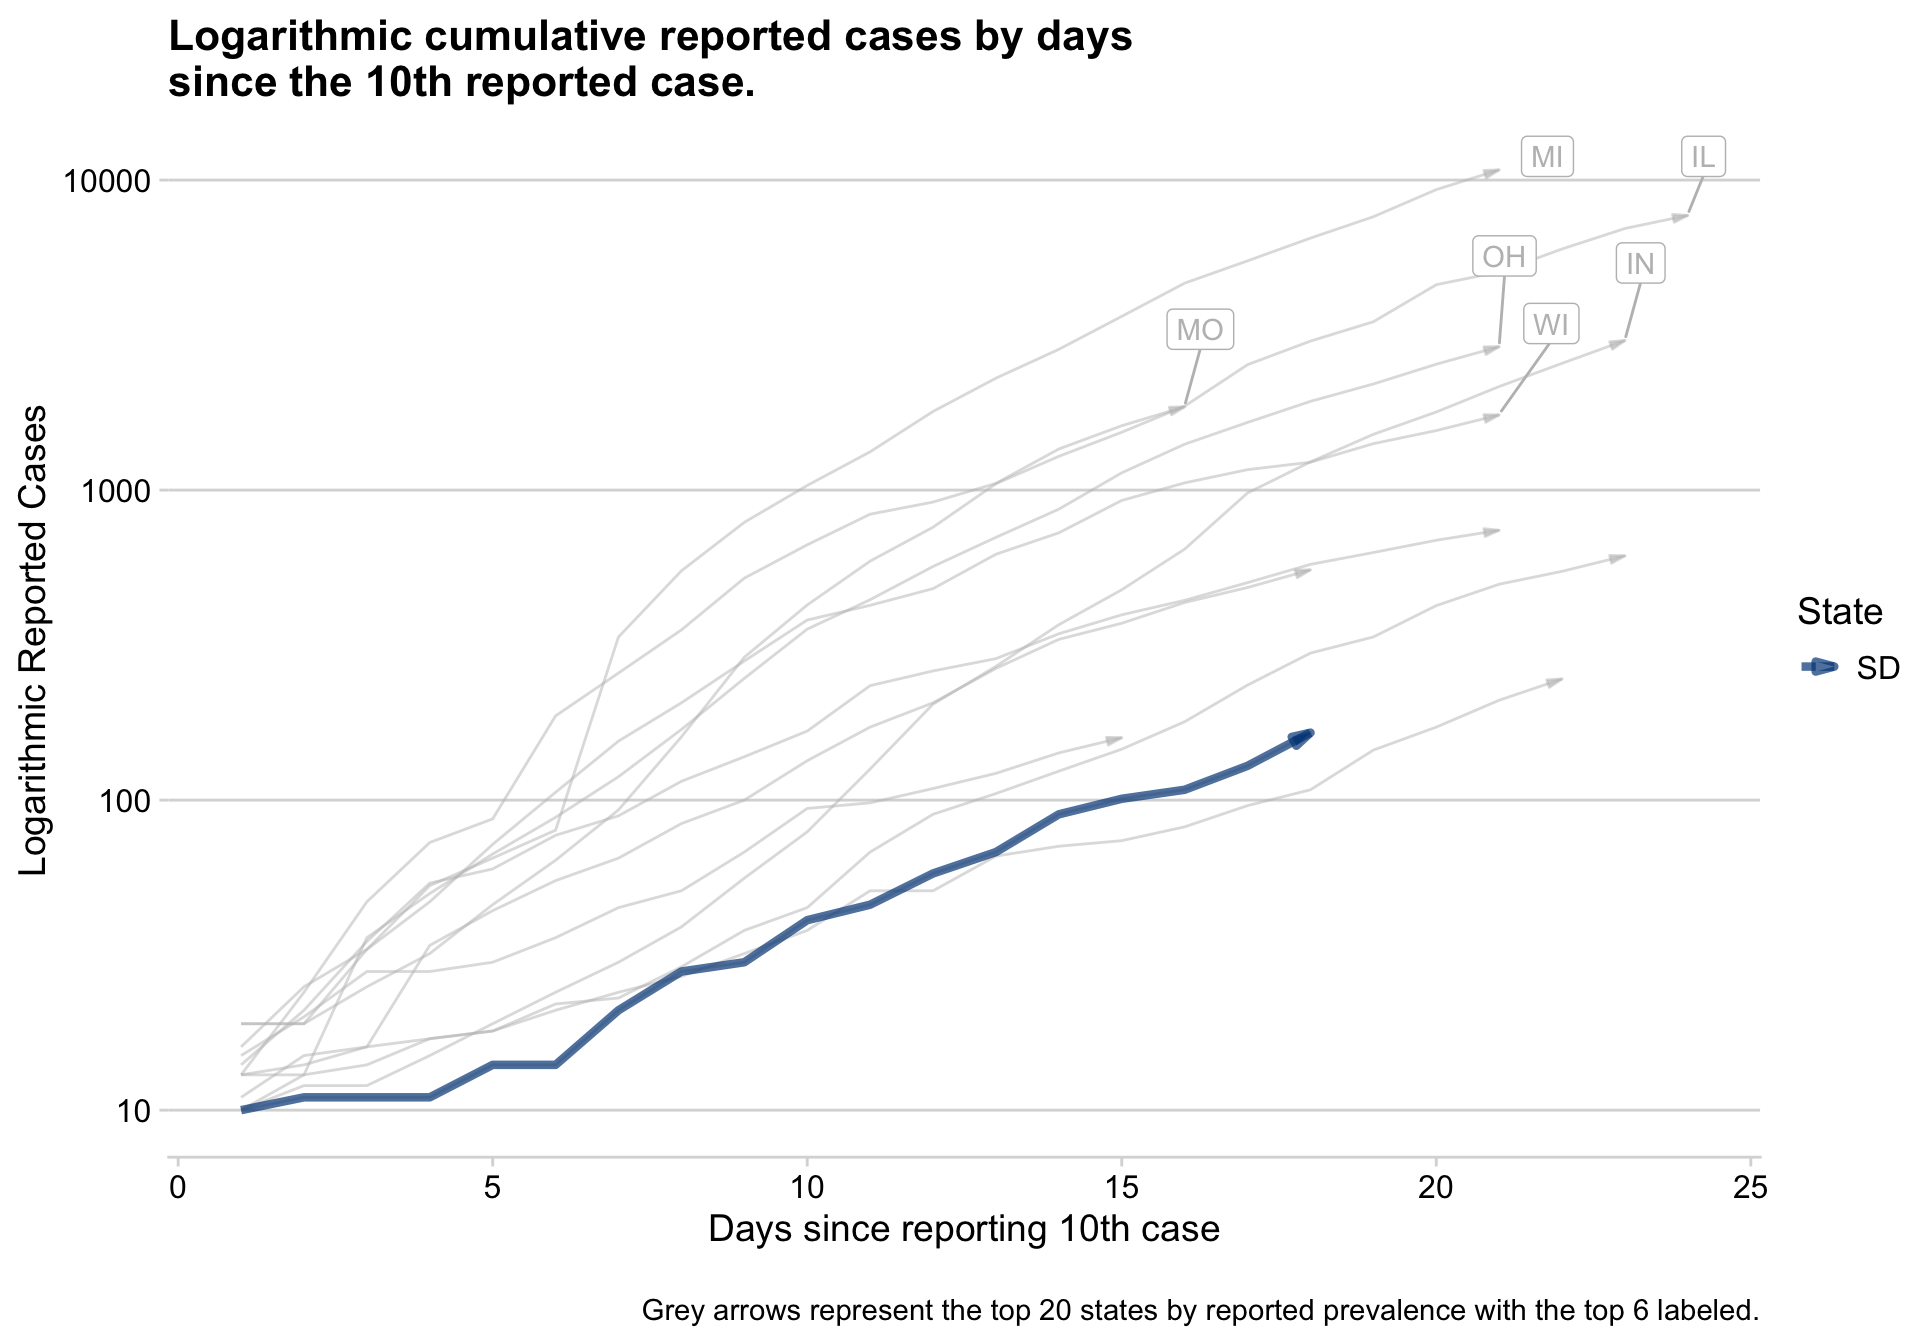 Logarithmic cumulative reported cases by days
since the 10th reported case.
Logarithmic Reported Cases
10000
1000
100
10
MI
IL
OH
IN
WI
MO
State
SD
0 5 10 15 20 25
Days since reporting 10th case
Grey arrows represent the top 20 states by reported prevalence with the top 6 labeled.